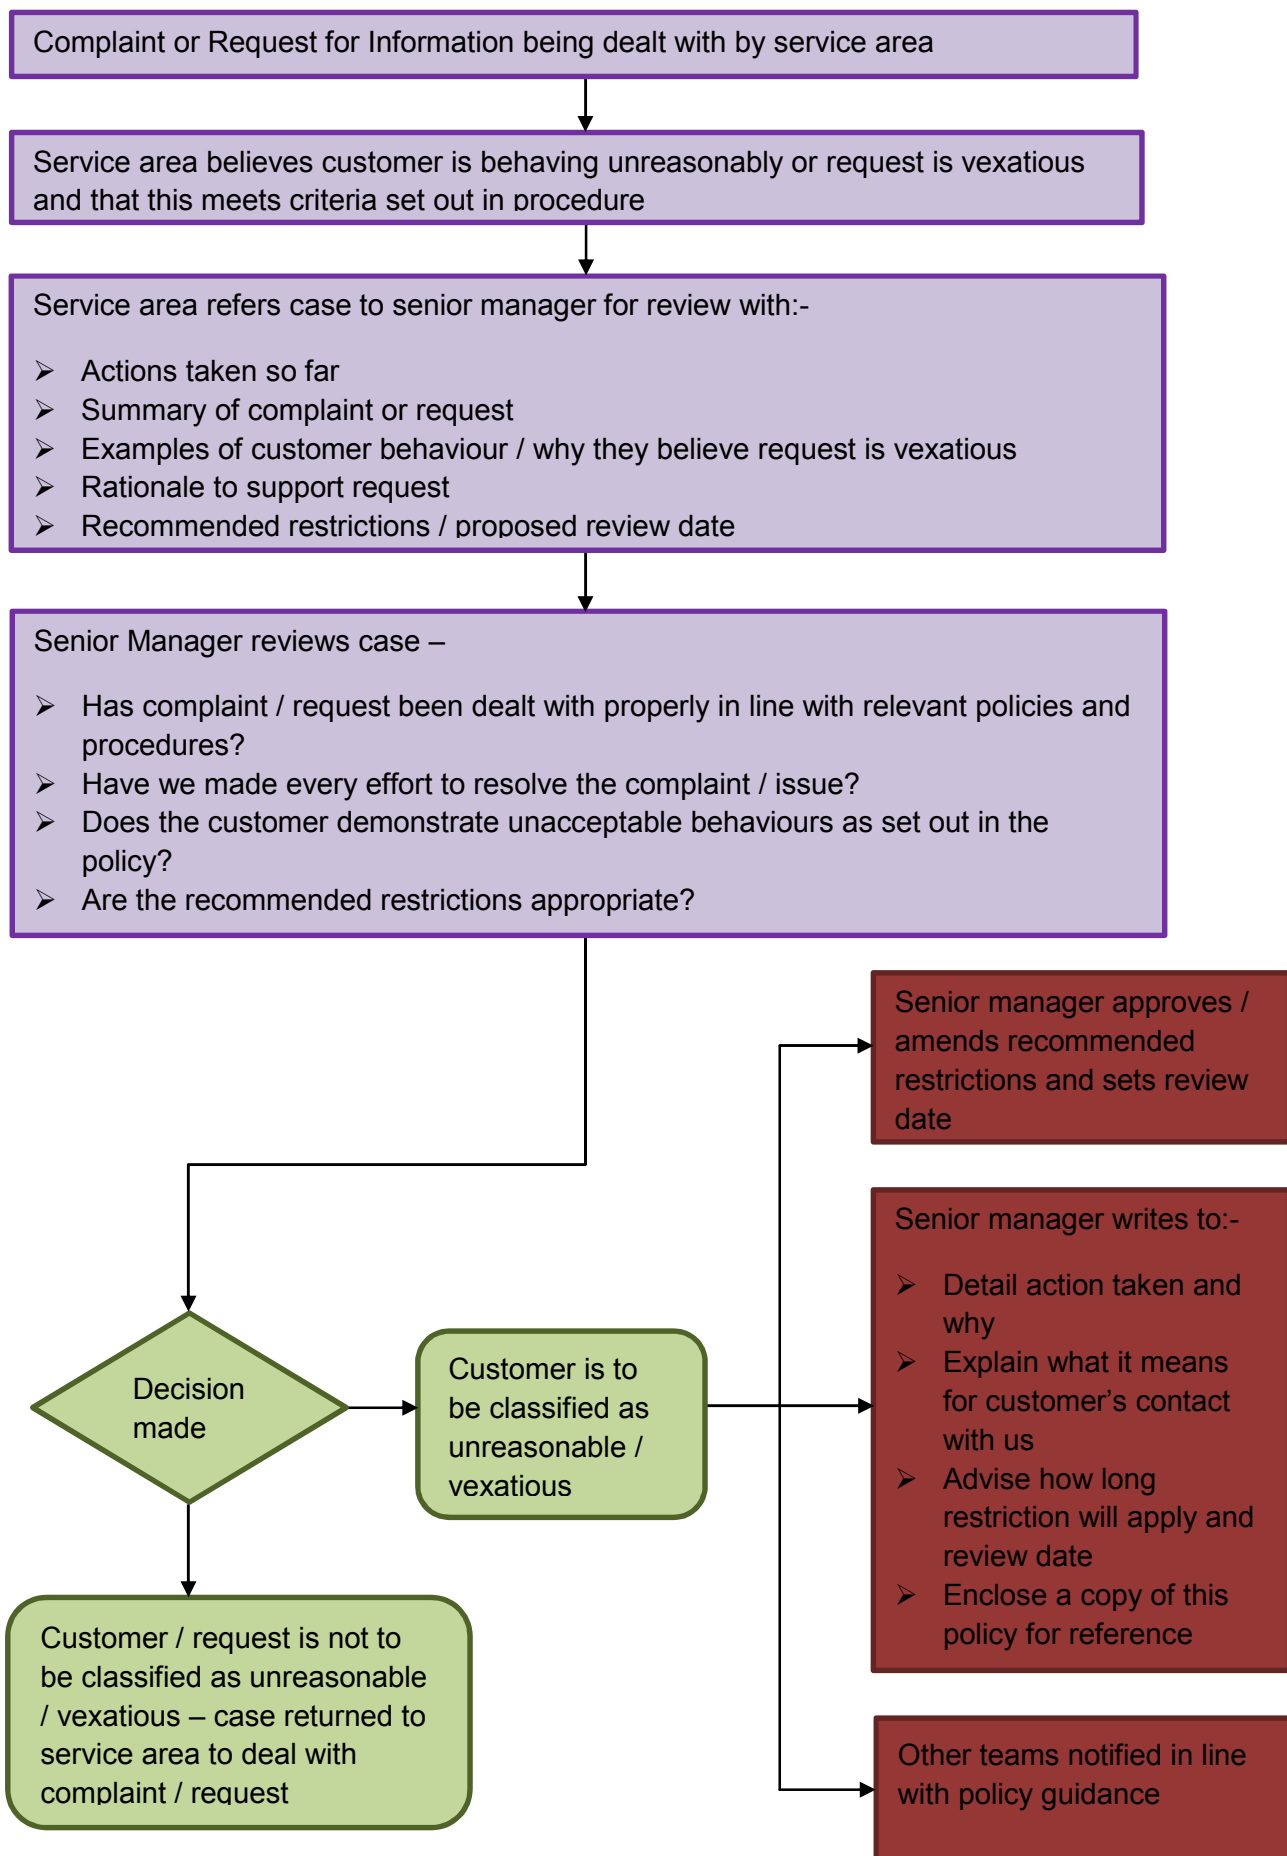 Complaint or Request for Information being dealt with by service area
Service area believes customer is behaving unreasonably or request is vexatious
and that this meets criteria set out in procedure
Service area refers case to senior manager for review with:-
➢ Actions taken so far
➢ Summary of complaint or request
➢ Examples of customer behaviour / why they believe request is vexatious
➢ Rationale to support request
➢ Recommended restrictions / proposed review date
Senior Manager reviews case –
➢ Has complaint / request been dealt with properly in line with relevant policies and
procedures?
➢ Have we made every effort to resolve the complaint / issue?
➢ Does the customer demonstrate unacceptable behaviours as set out in the
policy?
➢ Are the recommended restrictions appropriate?
Decision
made
Customer is to
be classified as
unreasonable /
vexatious
Customer / request is not to
be classified as unreasonable
/ vexatious – case returned to
service area to deal with
complaint / request
Senior manager approves /
amends recommended
restrictions and sets review
date
Senior manager writes to:-
➢ Detail action taken and
why
➢ Explain what it means
for customer’s contact
with us
➢ Advise how long
restriction will apply and
review date
➢ Enclose a copy of this
policy for reference
Other teams notified in line
with policy guidance